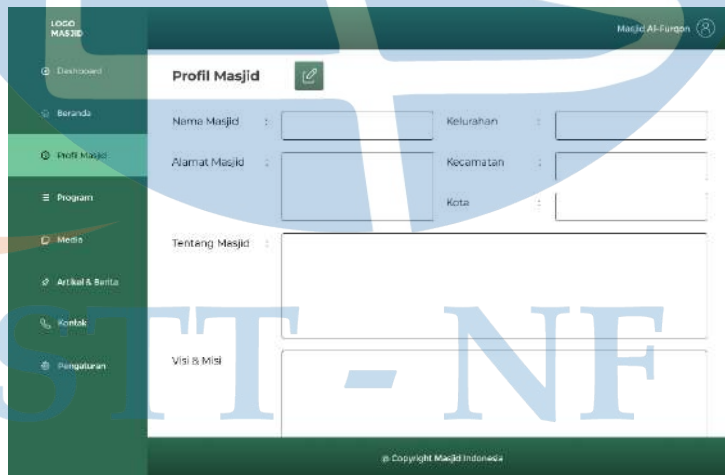 LOGO
MASJID
Masjid Al-Furqon
Dashboard
Beranda
Profil Masjid
Program
Media
Artikel & Berita
Kontak
Pengaturan
Profil Masjid
Nama Masjid :
Kelurahan :
Alamat Masjid :
Kecamatan :
Kota :
Tentang Masjid :
Visi & Misi
© Copyright Masjid Indonesia
STT - NF